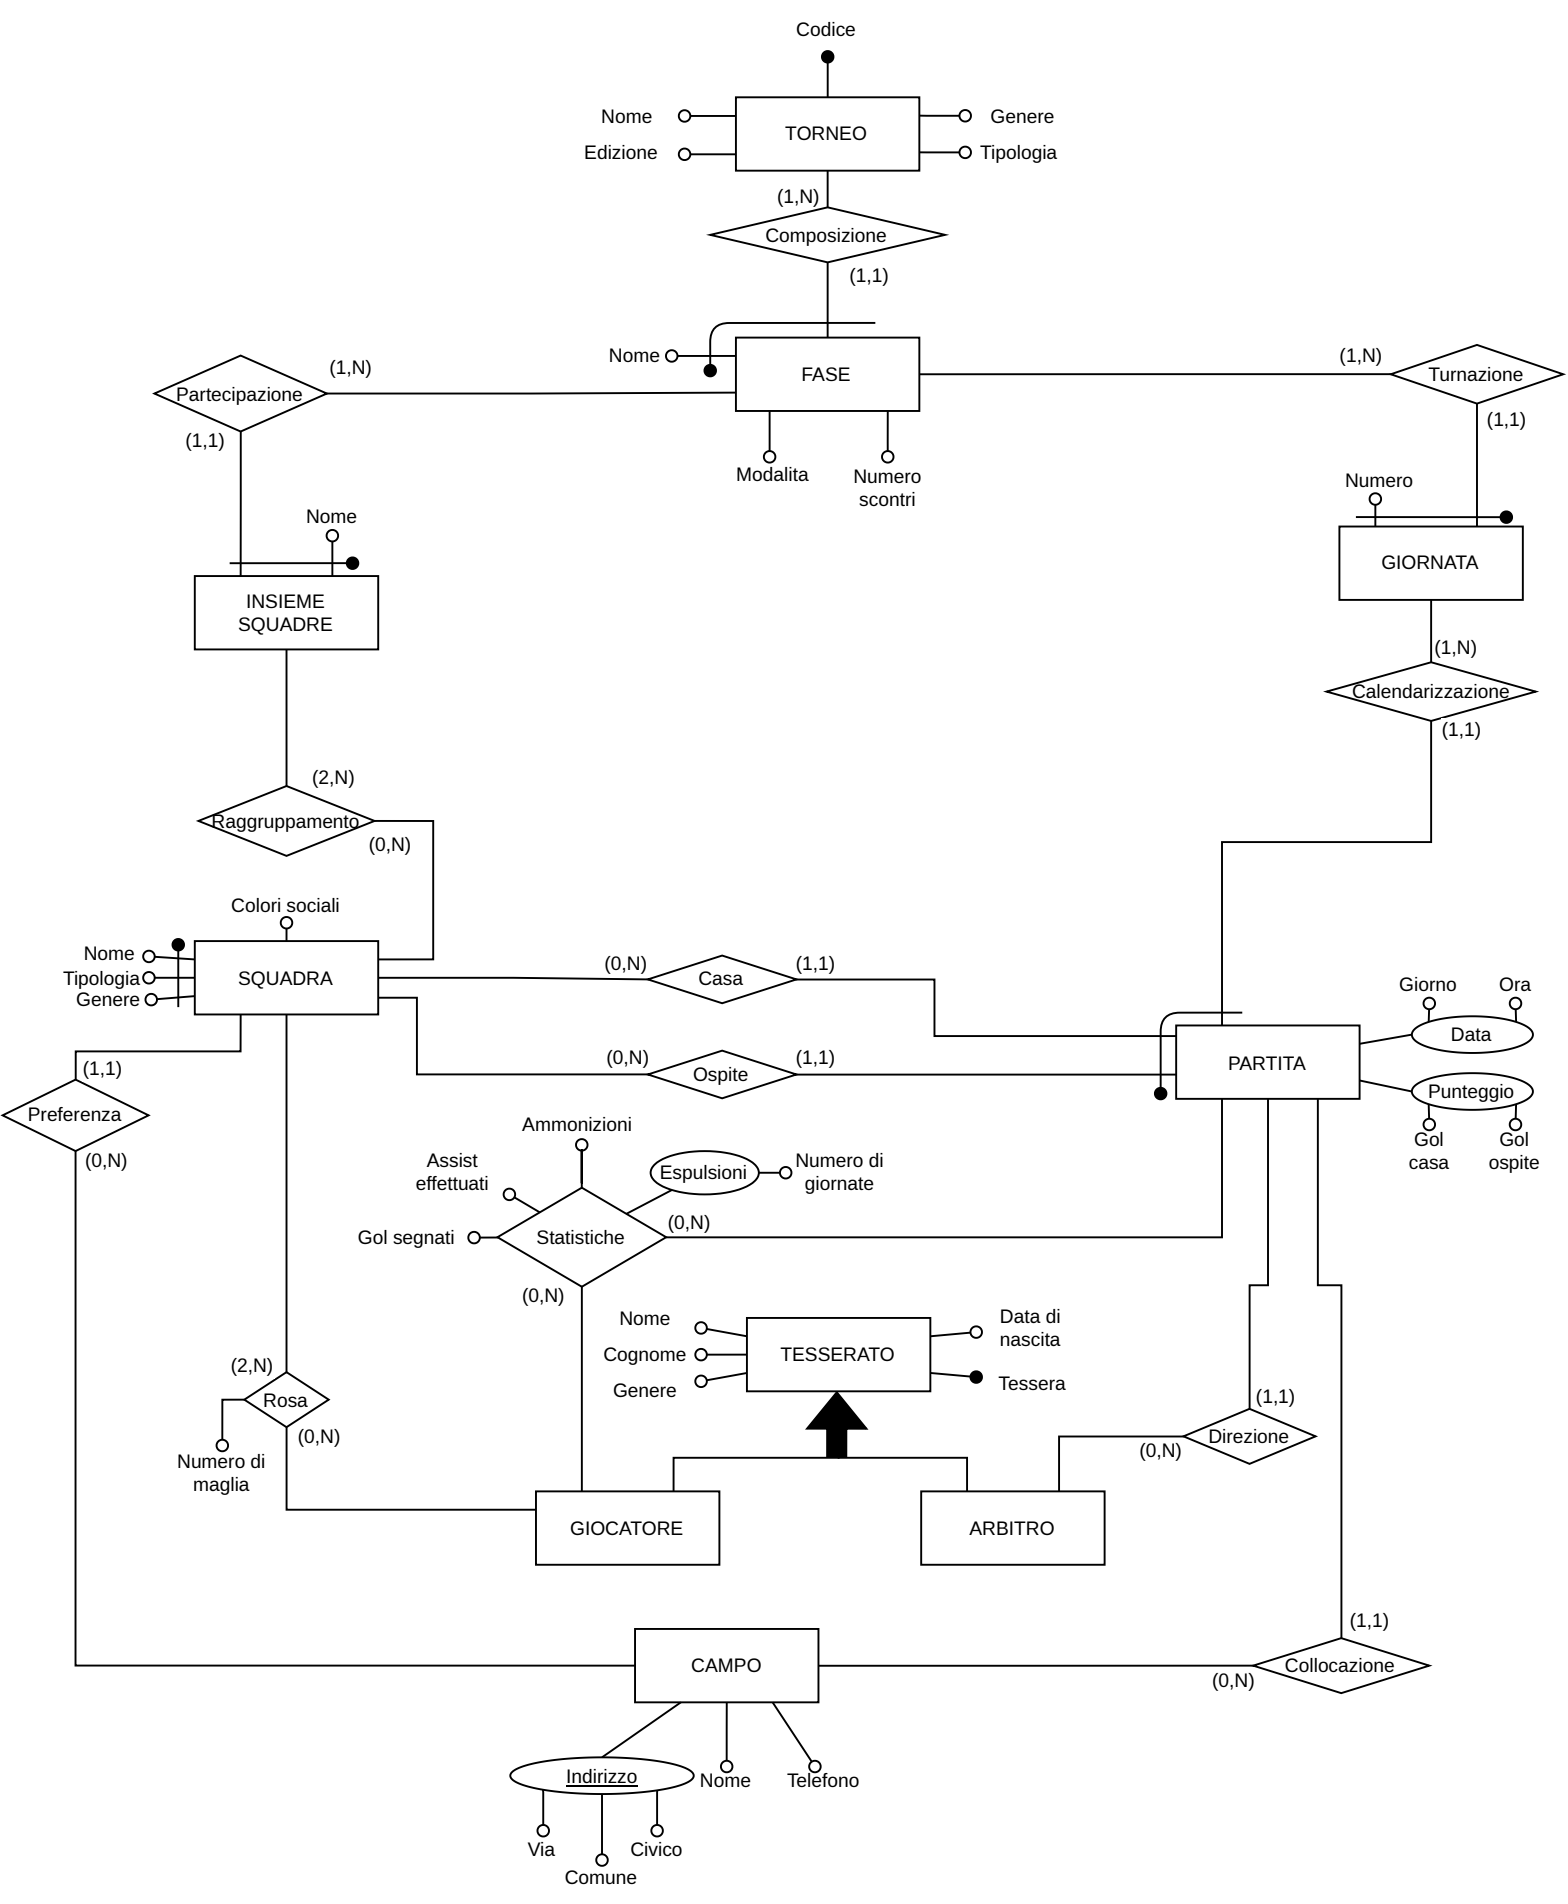 Codice
Nome
Genere
TORNEO
Edizione
Tipologia
(1,N)
Composizione
(1,1)
Nome
(1,N)
(1,N)
FASE
Turnazione
Partecipazione
(1,1)
(1,1)
Modalita
Numero
scontri
Numero
Nome
GIORNATA
INSIEME
SQUADRE
(1,N)
Calendarizzazione
(1,1)
(2,N)
Raggruppamento
(0,N)
Colori sociali
Nome
Tipologia
Genere
SQUADRA
(0,N)
Casa
(1,1)
Giorno
Ora
Data
PARTITA
(0,N)
Ospite
(1,1)
Punteggio
Gol
casa
Gol
ospite
(1,1)
Preferenza
(0,N)
Ammonizioni
Assist
effettuati
Espulsioni
Numero di
giornate
Gol segnati
Statistiche
(0,N)
(0,N)
Nome
Data di
nascita
Cognome
TESSERATO
Genere
Tessera
(2,N)
Rosa
(0,N)
Numero di
maglia
(1,1)
Direzione
(0,N)
GIOCATORE
ARBITRO
(1,1)
CAMPO
Collocazione
(0,N)
Indirizzo
Nome
Telefono
Via
Civico
Comune